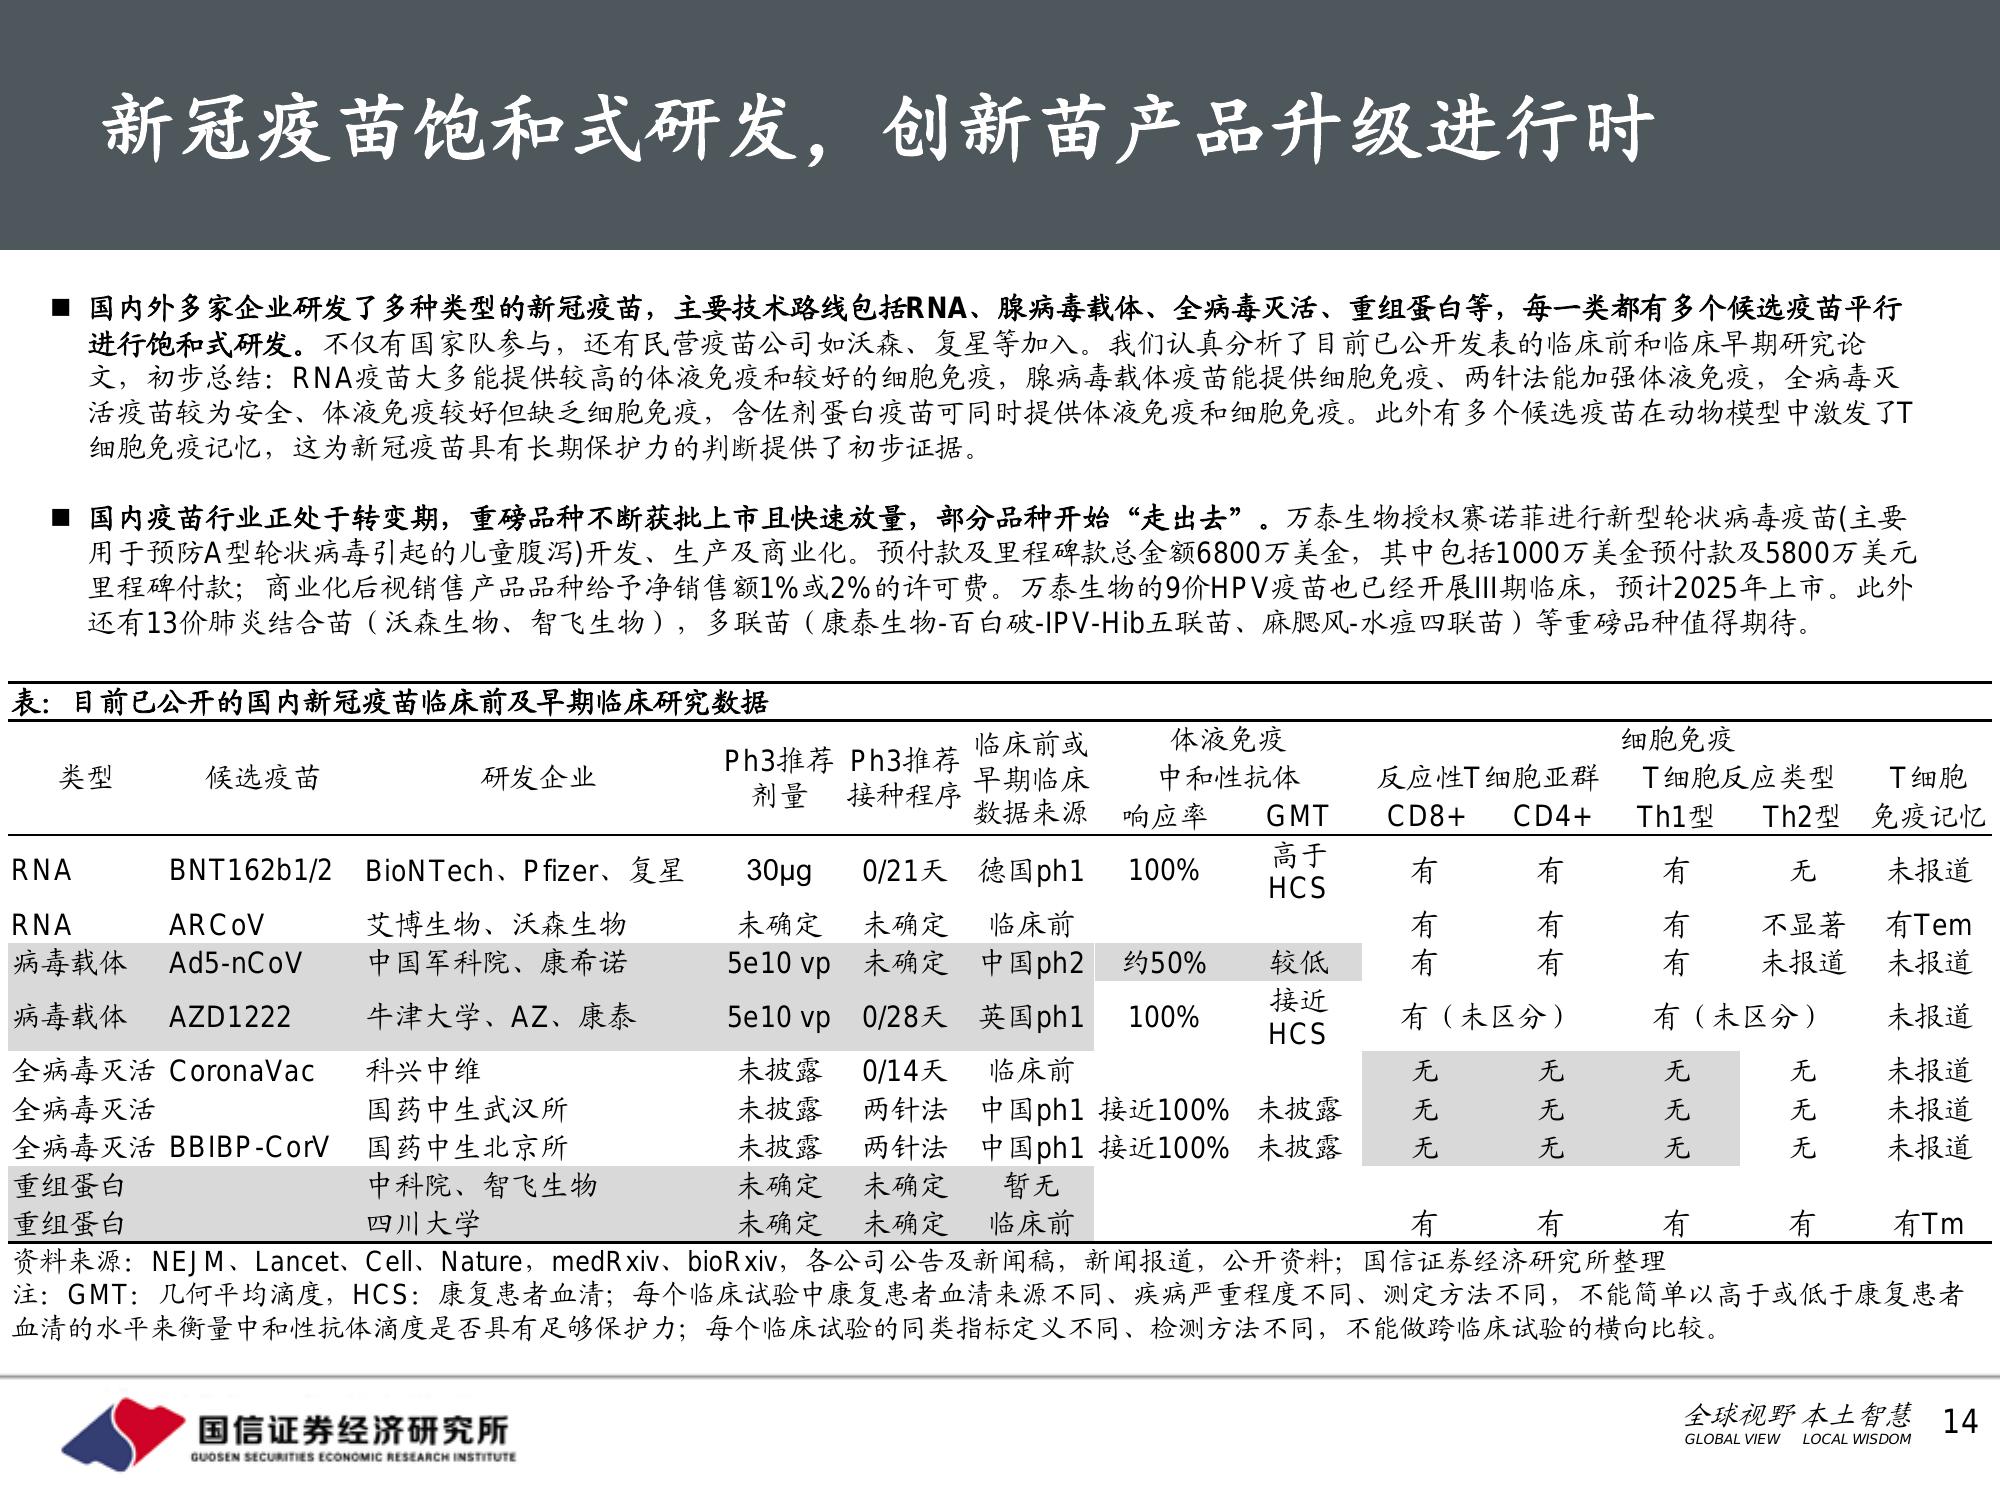 新冠疫苗饱和式研发，创新苗产品升级进行时
■ 国内外多家企业研发了多种类型的新冠疫苗，主要技术路线包括RNA、腺病毒载体、全病毒灭活、重组蛋白等，每一类都有多个候选疫苗平行
进行饱和式研发。不仅有国家队参与，还有民营疫苗公司如沃森、复星等加入。我们认真分析了目前已公开发表的临床前和临床早期研究论
文，初步总结：RNA疫苗大多能提供较高的体液免疫和较好的细胞免疫，腺病毒载体疫苗能提供细胞免疫、两针法能加强体液免疫，全病毒灭
活疫苗较为安全、体液免疫较好但缺乏细胞免疫，含佐剂蛋白疫苗可同时提供体液免疫和细胞免疫。此外有多个候选疫苗在动物模型中激发了T
细胞免疫记忆，这为新冠疫苗具有长期保护力的判断提供了初步证据。
■ 国内疫苗行业正处于转变期，重磅品种不断获批上市且快速放量，部分品种开始“走出去”。万泰生物授权赛诺菲进行新型轮状病毒疫苗(主要
用于预防A型轮状病毒引起的儿童腹泻)开发、生产及商业化。预付款及里程碑款总金额6800万美金，其中包括1000万美金预付款及5800万美元
里程碑付款；商业化后视销售产品品种给予净销售额1%或2%的许可费。万泰生物的9价HPV疫苗也已经开展III期临床，预计2025年上市。此外
还有13价肺炎结合苗（沃森生物、智飞生物），多联苗（康泰生物-百白破-IPV-Hib五联苗、麻腮风-水痘四联苗）等重磅品种值得期待。
表：目前已公开的国内新冠疫苗临床前及早期临床研究数据
类型 候选疫苗 研发企业 Ph3推荐剂量 Ph3推荐接种程序 临床前或早期临床数据来源 体液免疫 细胞免疫
中和性抗体 反应性T细胞亚群 T细胞反应类型 T细胞
响应率 GMT CD8+ CD4+ Th1型 Th2型 免疫记忆
RNA BNT162b1/2 BioNTech、Pfizer、复星 30μg 0/21天 德国ph1 100% 高于HCS 有 有 有 无 未报道
RNA ARCoV 艾博生物、沃森生物 未确定 未确定 临床前 有 有 有 不显著 有Tem
病毒载体 Ad5-nCoV 中国军科院、康希诺 5e10 vp 未确定 中国ph2 约50% 较低 有 有 有 未报道 未报道
病毒载体 AZD1222 牛津大学、AZ、康泰 5e10 vp 0/28天 英国ph1 100% 接近HCS 有（未区分） 有（未区分） 未报道
全病毒灭活 CoronaVac 科兴中维 未披露 0/14天 临床前 无 无 无 无 未报道
全病毒灭活 国药中生武汉所 未披露 两针法 中国ph1 接近100% 未披露 无 无 无 无 未报道
全病毒灭活 BBIBP-CorV 国药中生北京所 未披露 两针法 中国ph1 接近100% 未披露 无 无 无 无 未报道
重组蛋白 中科院、智飞生物 未确定 未确定 暂无
重组蛋白 四川大学 未确定 未确定 临床前 有 有 有 有 有Tm
资料来源：NEJM、Lancet、Cell、Nature，medRxiv、bioRxiv，各公司公告及新闻稿，新闻报道，公开资料；国信证券经济研究所整理
注：GMT：几何平均滴度，HCS：康复患者血清；每个临床试验中康复患者血清来源不同、疾病严重程度不同、测定方法不同，不能简单以高于或低于康复患者
血清的水平来衡量中和性抗体滴度是否具有足够保护力；每个临床试验的同类指标定义不同、检测方法不同，不能做跨临床试验的横向比较。
国信证券经济研究所
GUOSEN SECURITIES ECONOMIC RESEARCH INSTITUTE
全球视野 本土智慧
GLOBAL VIEW LOCAL WISDOM
14